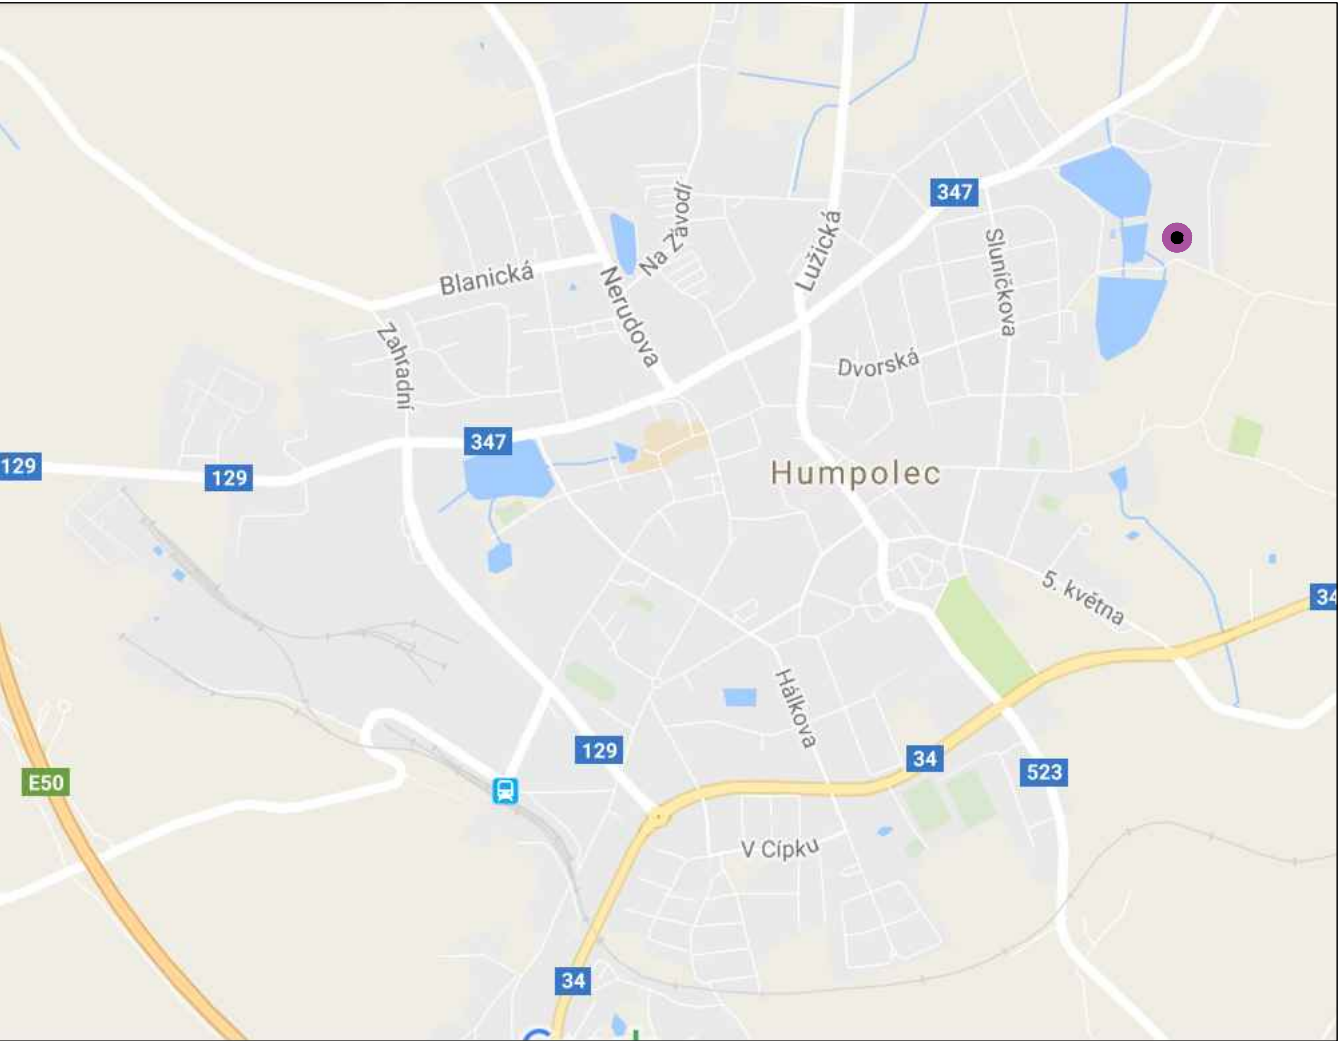 347
Na Závodí
Lužická
Sluníčkova
Blanická
Nerudova
Zahradní
Dvorská
347
129
129
Humpolec
5. května
34
Hálkova
129
34
523
E50
V Cípku
34